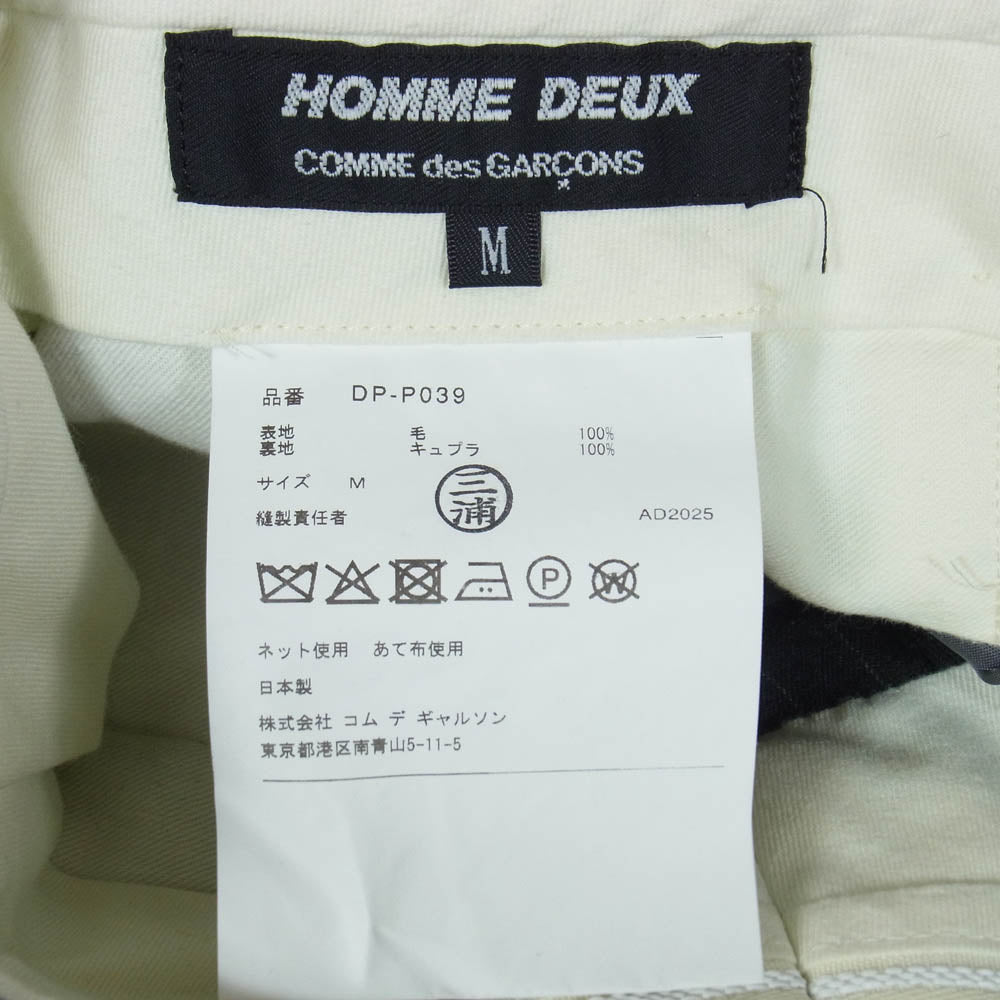 HOMME DEUX
COMME des GARÇONS
M
品番 DP-P039
表地 毛 100%
裏地 キュプラ 100%
サイズ M
三浦
縫製責任者 AD2025
P W
ネット使用 あて布使用
日本製
株式会社 コム デ ギャルソン
東京都港区南青山5-11-5